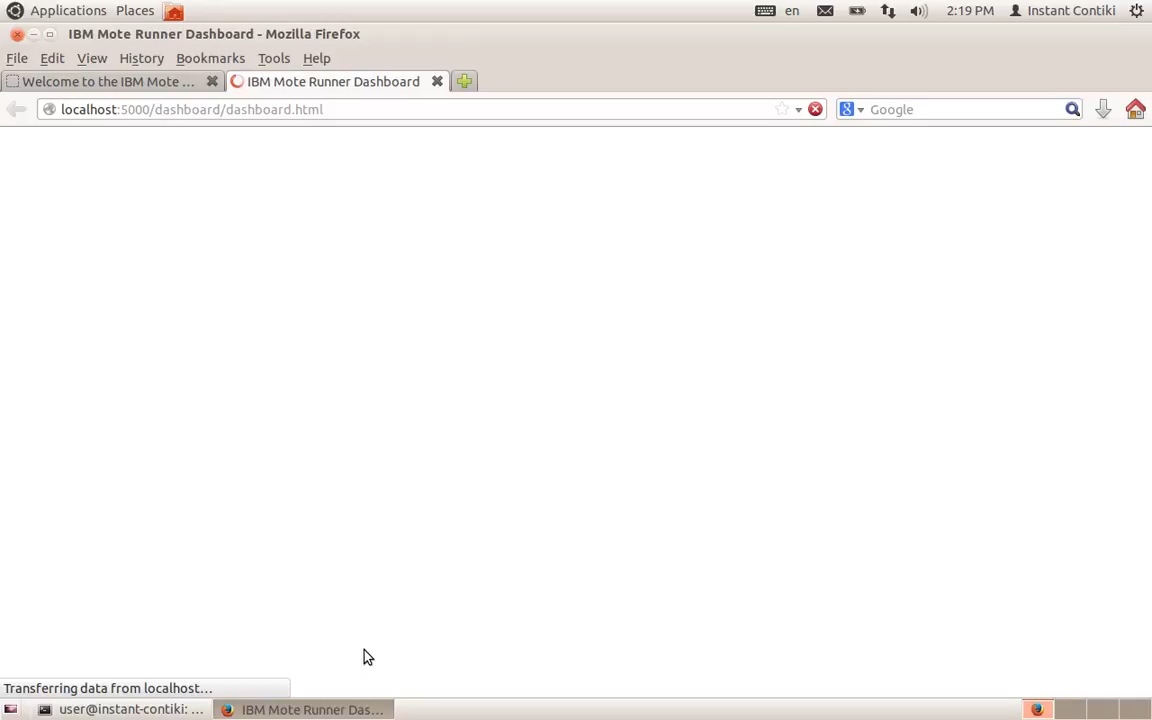 Applications Places en 2:19 PM Instant Contiki
IBM Mote Runner Dashboard - Mozilla Firefox
File Edit View History Bookmarks Tools Help
Welcome to the IBM Mote ... IBM Mote Runner Dashboard
localhost:5000/dashboard/dashboard.html Google
Transferring data from localhost...
user@instant-contiki: ... IBM Mote Runner Das...